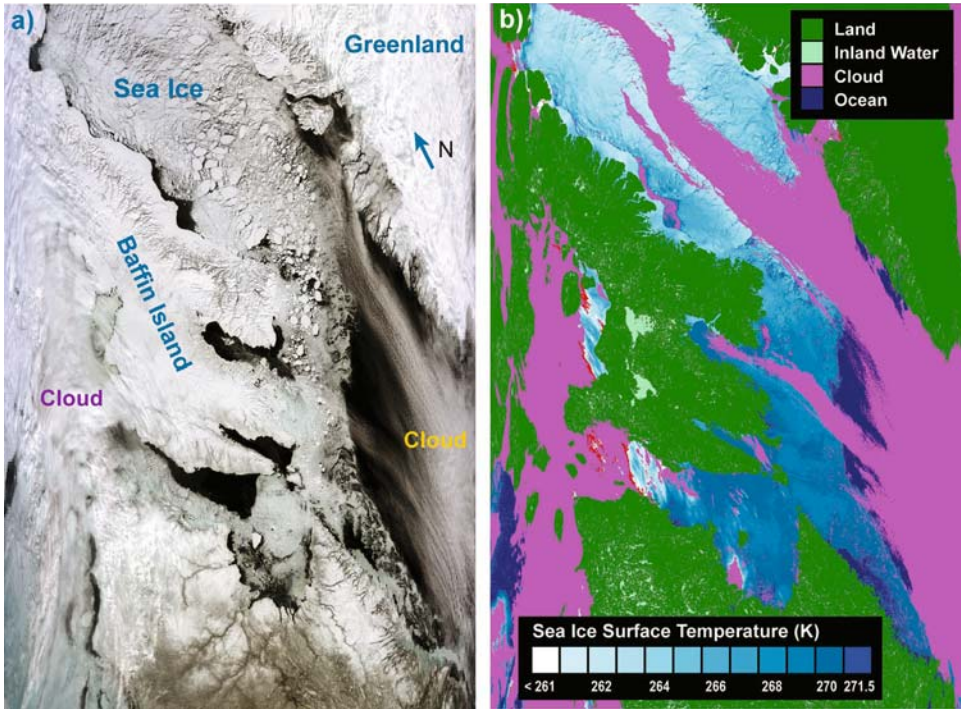 a)
Greenland
Sea Ice
N
Baffin Island
Cloud
Cloud
b)
Land
Inland Water
Cloud
Ocean
Sea Ice Surface Temperature (K)
< 261 262 264 266 268 270 271.5